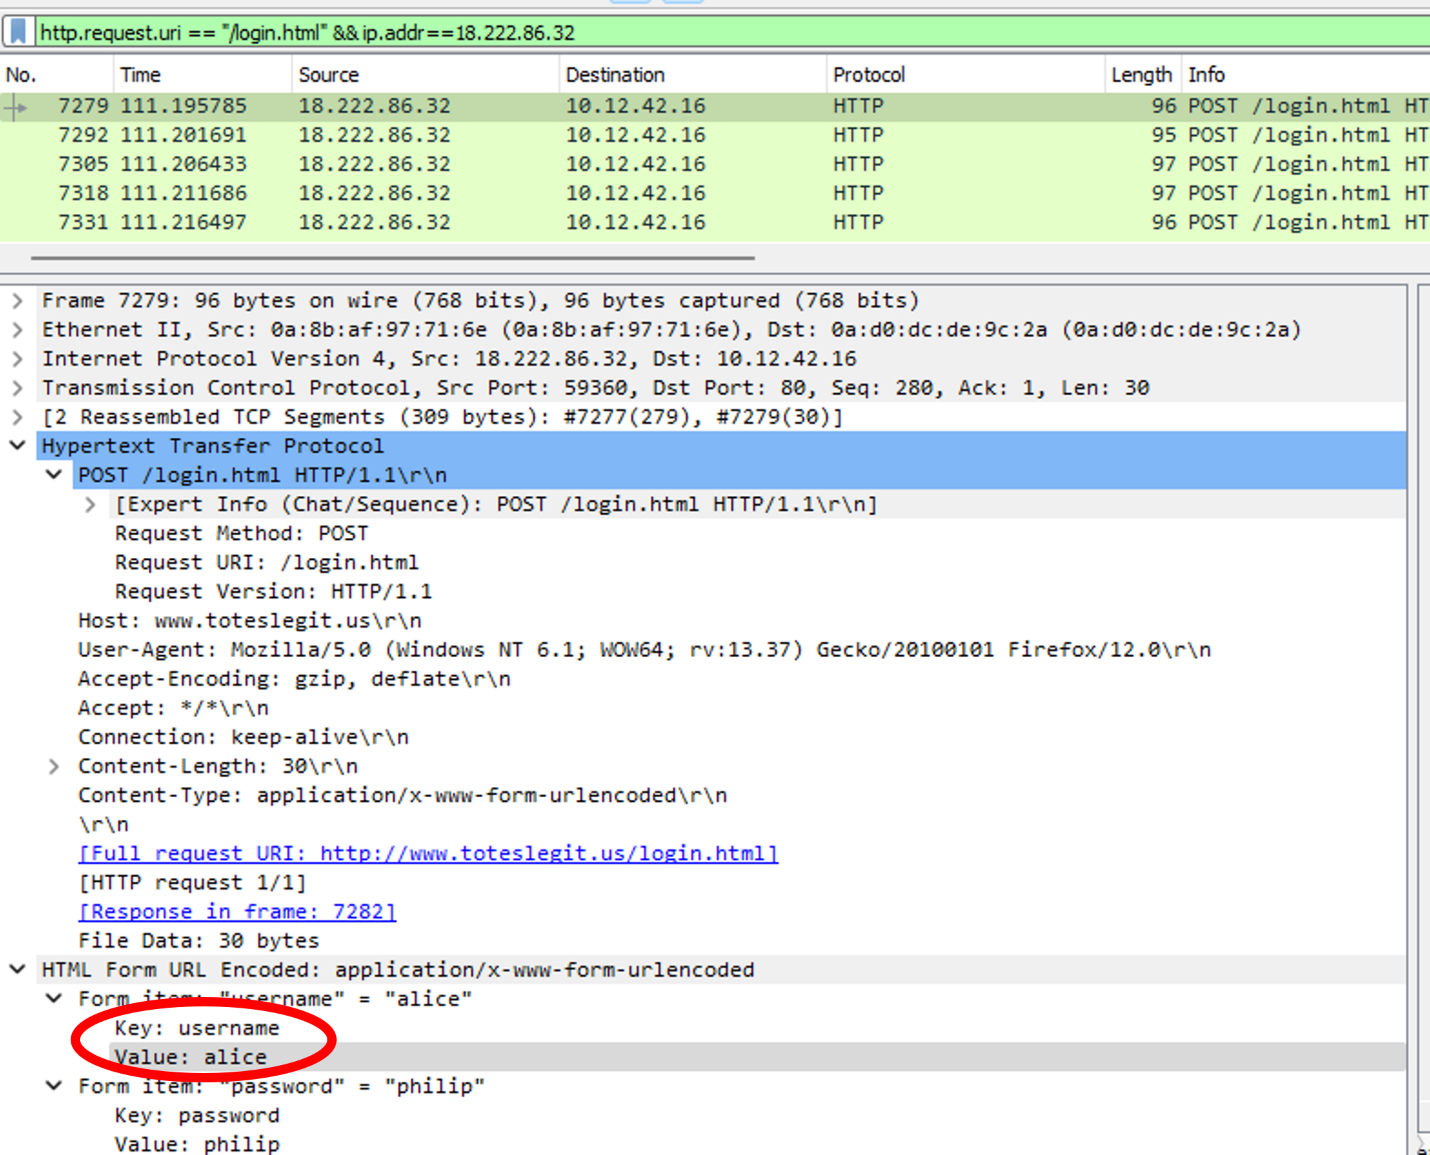 http.request.uri == "/login.html" && ip.addr==18.222.86.32
No. Time Source Destination Protocol Length Info
7279 111.195785 18.222.86.32 10.12.42.16 HTTP 96 POST /login.html HT
7292 111.201691 18.222.86.32 10.12.42.16 HTTP 95 POST /login.html HT
7305 111.206433 18.222.86.32 10.12.42.16 HTTP 97 POST /login.html HT
7318 111.211686 18.222.86.32 10.12.42.16 HTTP 97 POST /login.html HT
7331 111.216497 18.222.86.32 10.12.42.16 HTTP 96 POST /login.html HT
Frame 7279: 96 bytes on wire (768 bits), 96 bytes captured (768 bits)
Ethernet II, Src: 0a:8b:af:97:71:6e (0a:8b:af:97:71:6e), Dst: 0a:d0:dc:de:9c:2a (0a:d0:dc:de:9c:2a)
Internet Protocol Version 4, Src: 18.222.86.32, Dst: 10.12.42.16
Transmission Control Protocol, Src Port: 59360, Dst Port: 80, Seq: 280, Ack: 1, Len: 30
[2 Reassembled TCP Segments (309 bytes): #7277(279), #7279(30)]
Hypertext Transfer Protocol
POST /login.html HTTP/1.1\r\n
[Expert Info (Chat/Sequence): POST /login.html HTTP/1.1\r\n]
Request Method: POST
Request URI: /login.html
Request Version: HTTP/1.1
Host: www.toteslegit.us\r\n
User-Agent: Mozilla/5.0 (Windows NT 6.1; WOW64; rv:13.37) Gecko/20100101 Firefox/12.0\r\n
Accept-Encoding: gzip, deflate\r\n
Accept: */*\r\n
Connection: keep-alive\r\n
Content-Length: 30\r\n
Content-Type: application/x-www-form-urlencoded\r\n
\r\n
[Full request URI: http://www.toteslegit.us/login.html]
[HTTP request 1/1]
[Response in frame: 7282]
File Data: 30 bytes
HTML Form URL Encoded: application/x-www-form-urlencoded
Form item: "username" = "alice"
Key: username
Value: alice
Form item: "password" = "philip"
Key: password
Value: philip